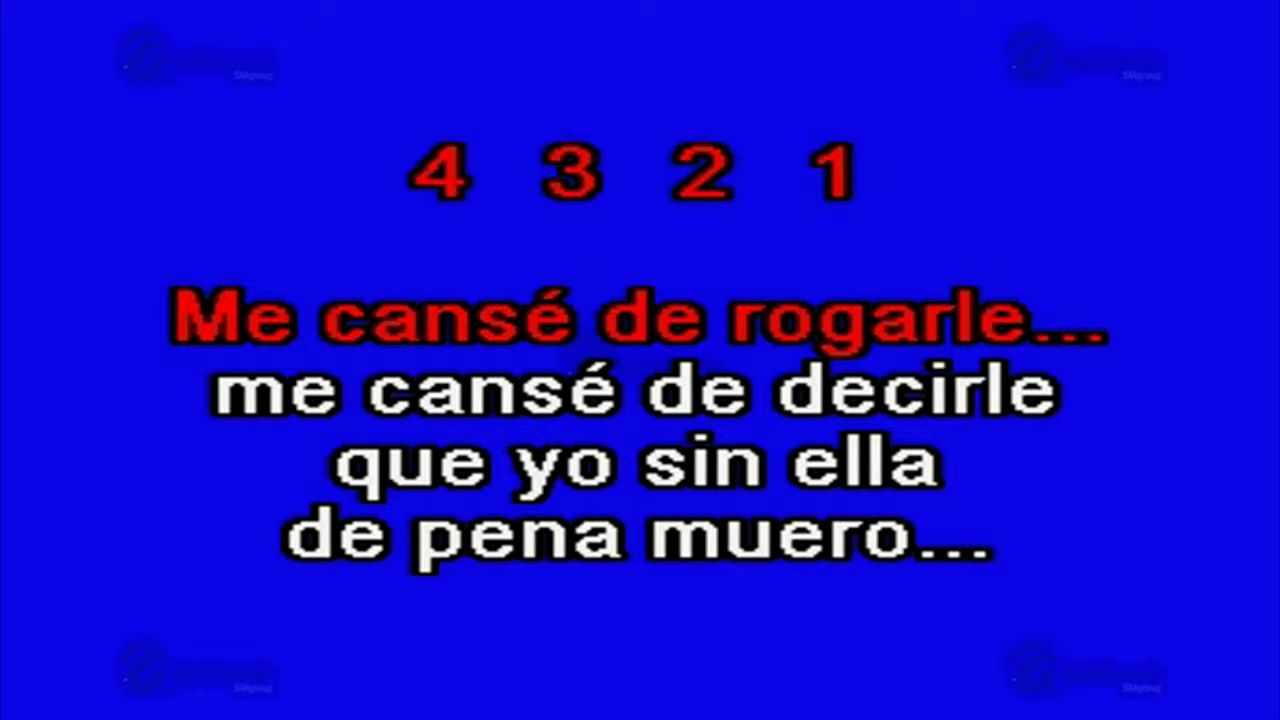 4 3 2 1
Me cansé de rogarle...
me cansé de decirle
que yo sin ella
de pena muero...